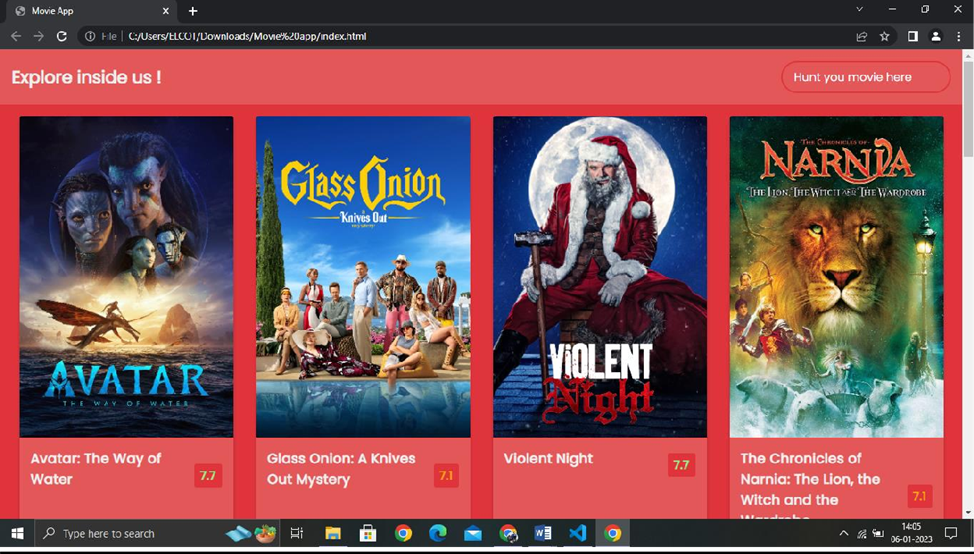 Movie App
File
C:/Users/ELCOT/Downloads/Movie%20app/index.html
Explore inside us !
Hunt you movie here
AVATAR
THE WAY OF WATER
Glass Onion
A
Knives Out
THE CHRONICLES OF
NARNIA
THE LION, THE WITCH AND THE WARDROBE
VIOLENT
Night
Avatar: The Way of
Water
7.7
Glass Onion: A Knives
Out Mystery
7.1
Violent Night
7.7
The Chronicles of
Narnia: The Lion, the
Witch and the
Wardrobe
7.1
Type here to search
14:05
06-01-2023